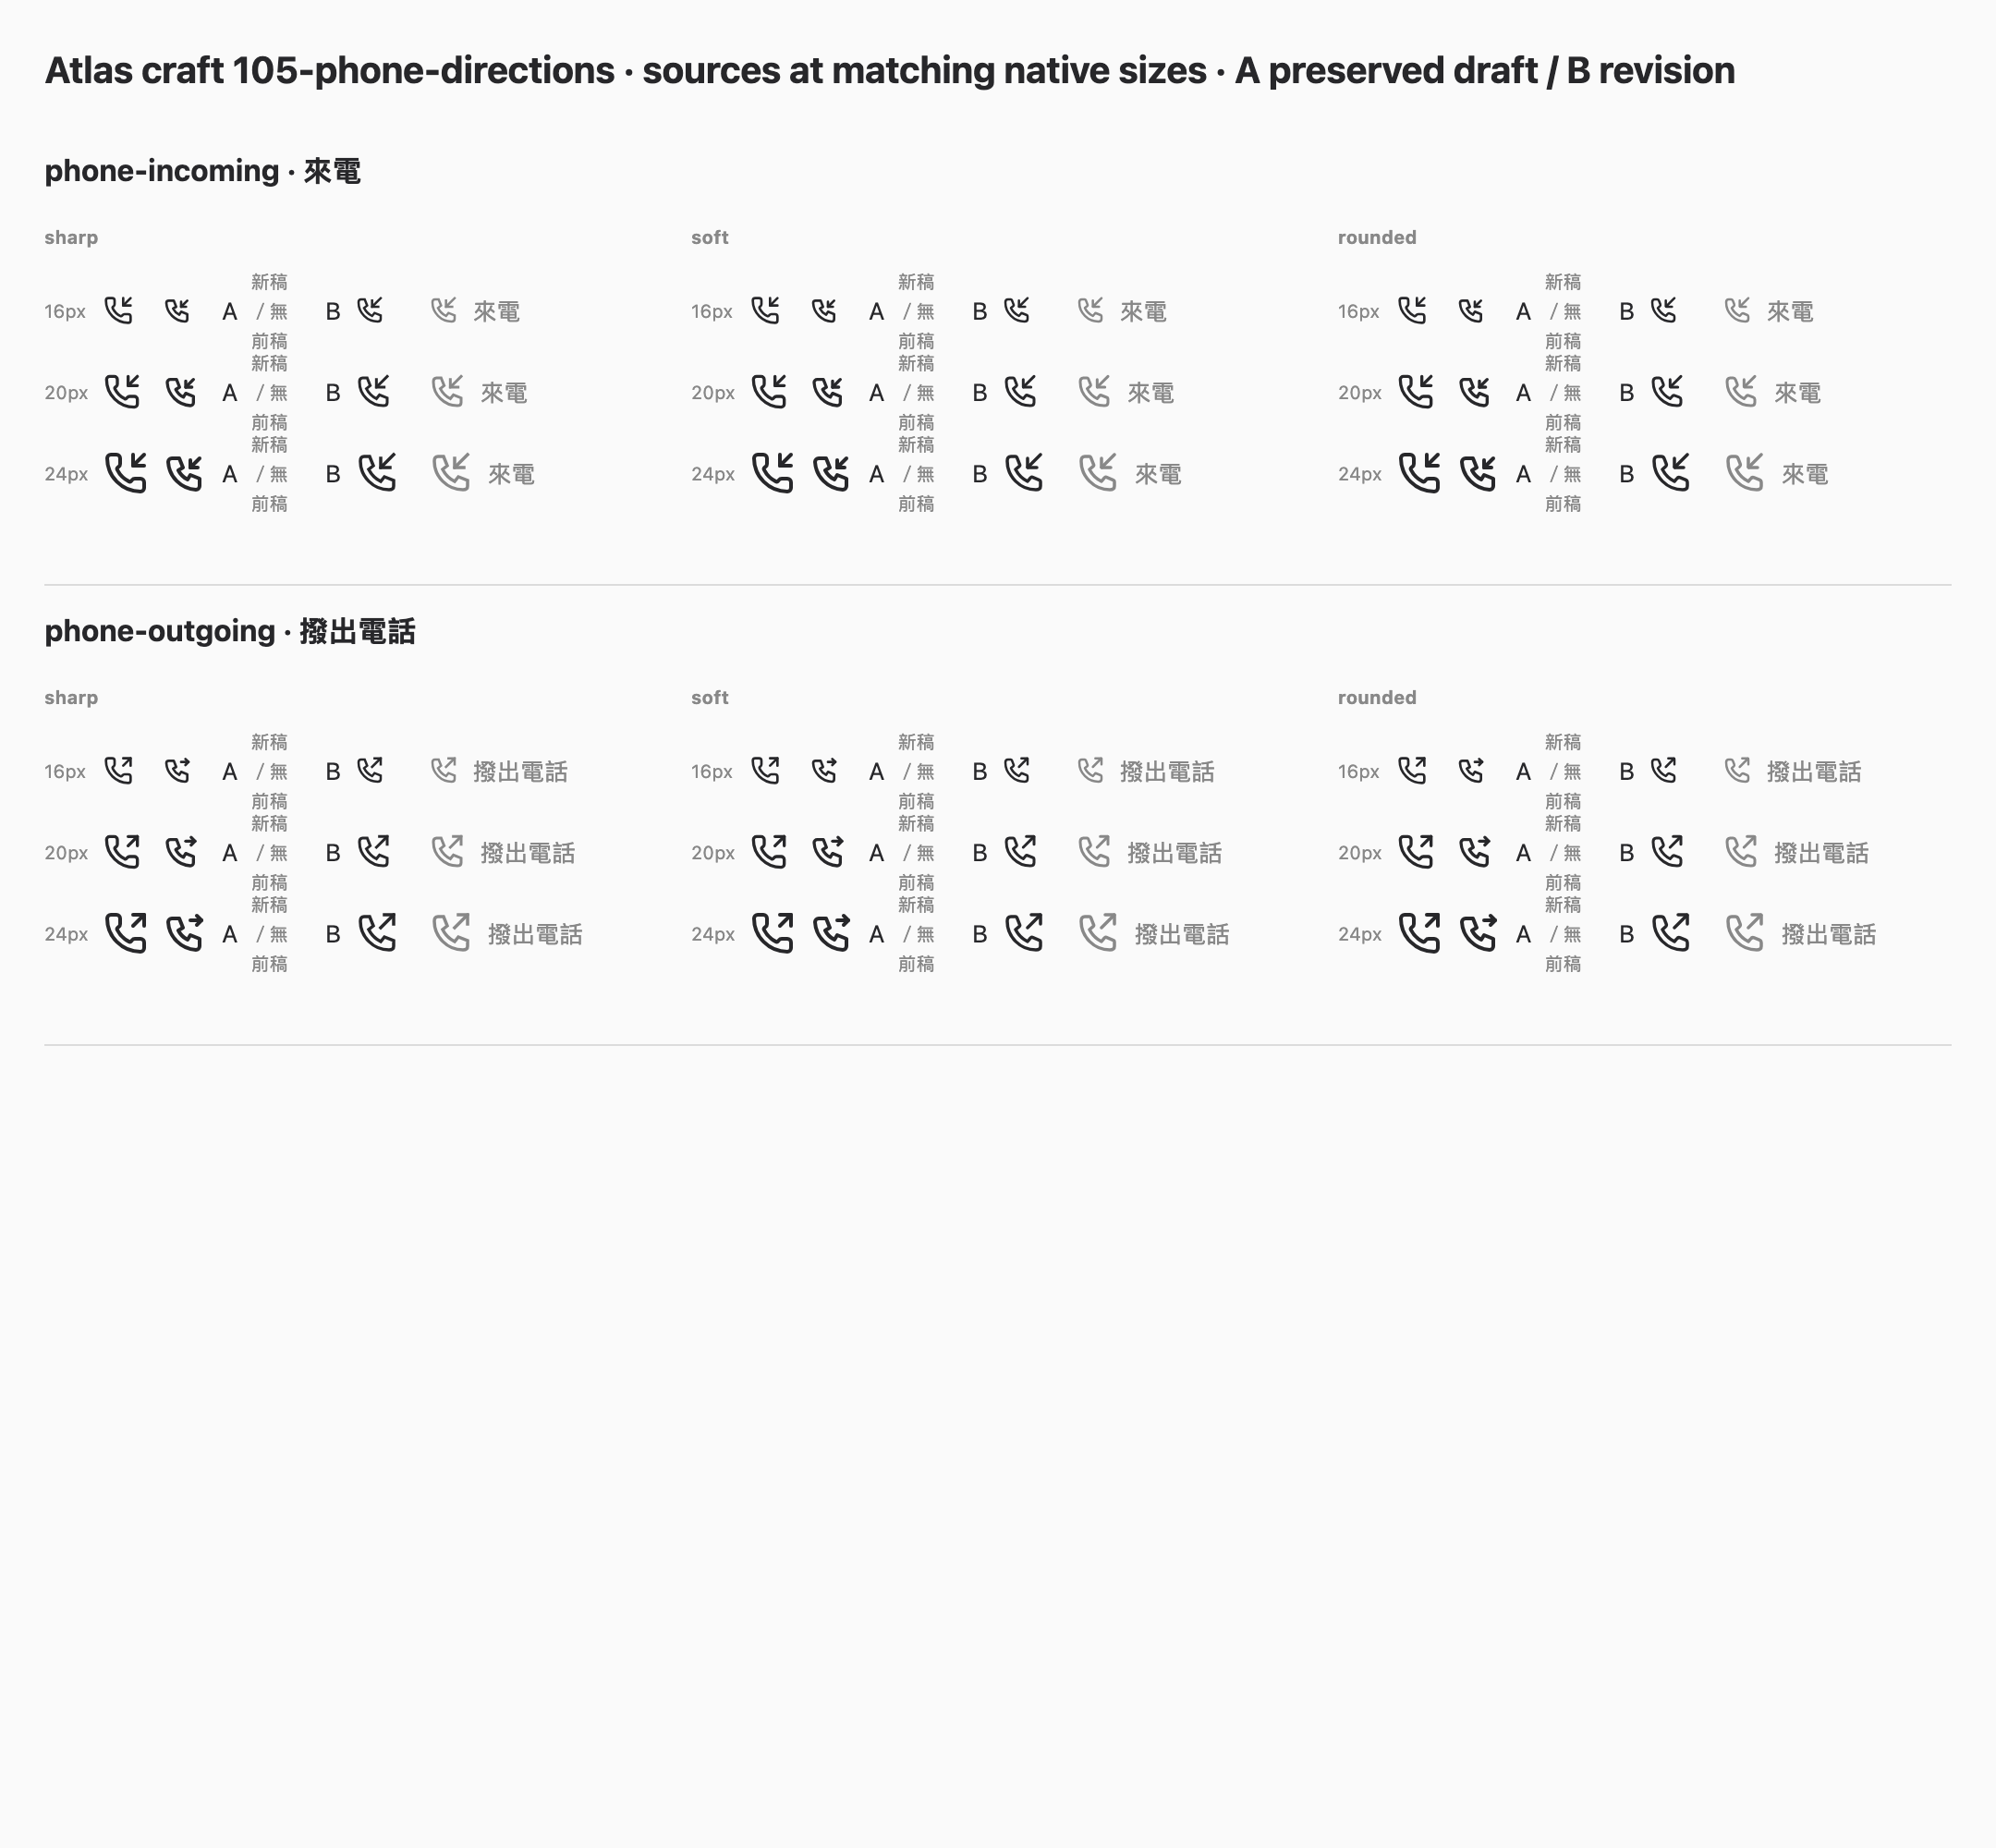 Atlas craft 105-phone-directions · sources at matching native sizes · A preserved draft / B revision
phone-incoming · 來電
sharp
16px A 新稿 / 無前稿 B 來電
20px A 新稿 / 無前稿 B 來電
24px A 新稿 / 無前稿 B 來電
soft
16px A 新稿 / 無前稿 B 來電
20px A 新稿 / 無前稿 B 來電
24px A 新稿 / 無前稿 B 來電
rounded
16px A 新稿 / 無前稿 B 來電
20px A 新稿 / 無前稿 B 來電
24px A 新稿 / 無前稿 B 來電
phone-outgoing · 撥出電話
sharp
16px A 新稿 / 無前稿 B 撥出電話
20px A 新稿 / 無前稿 B 撥出電話
24px A 新稿 / 無前稿 B 撥出電話
soft
16px A 新稿 / 無前稿 B 撥出電話
20px A 新稿 / 無前稿 B 撥出電話
24px A 新稿 / 無前稿 B 撥出電話
rounded
16px A 新稿 / 無前稿 B 撥出電話
20px A 新稿 / 無前稿 B 撥出電話
24px A 新稿 / 無前稿 B 撥出電話